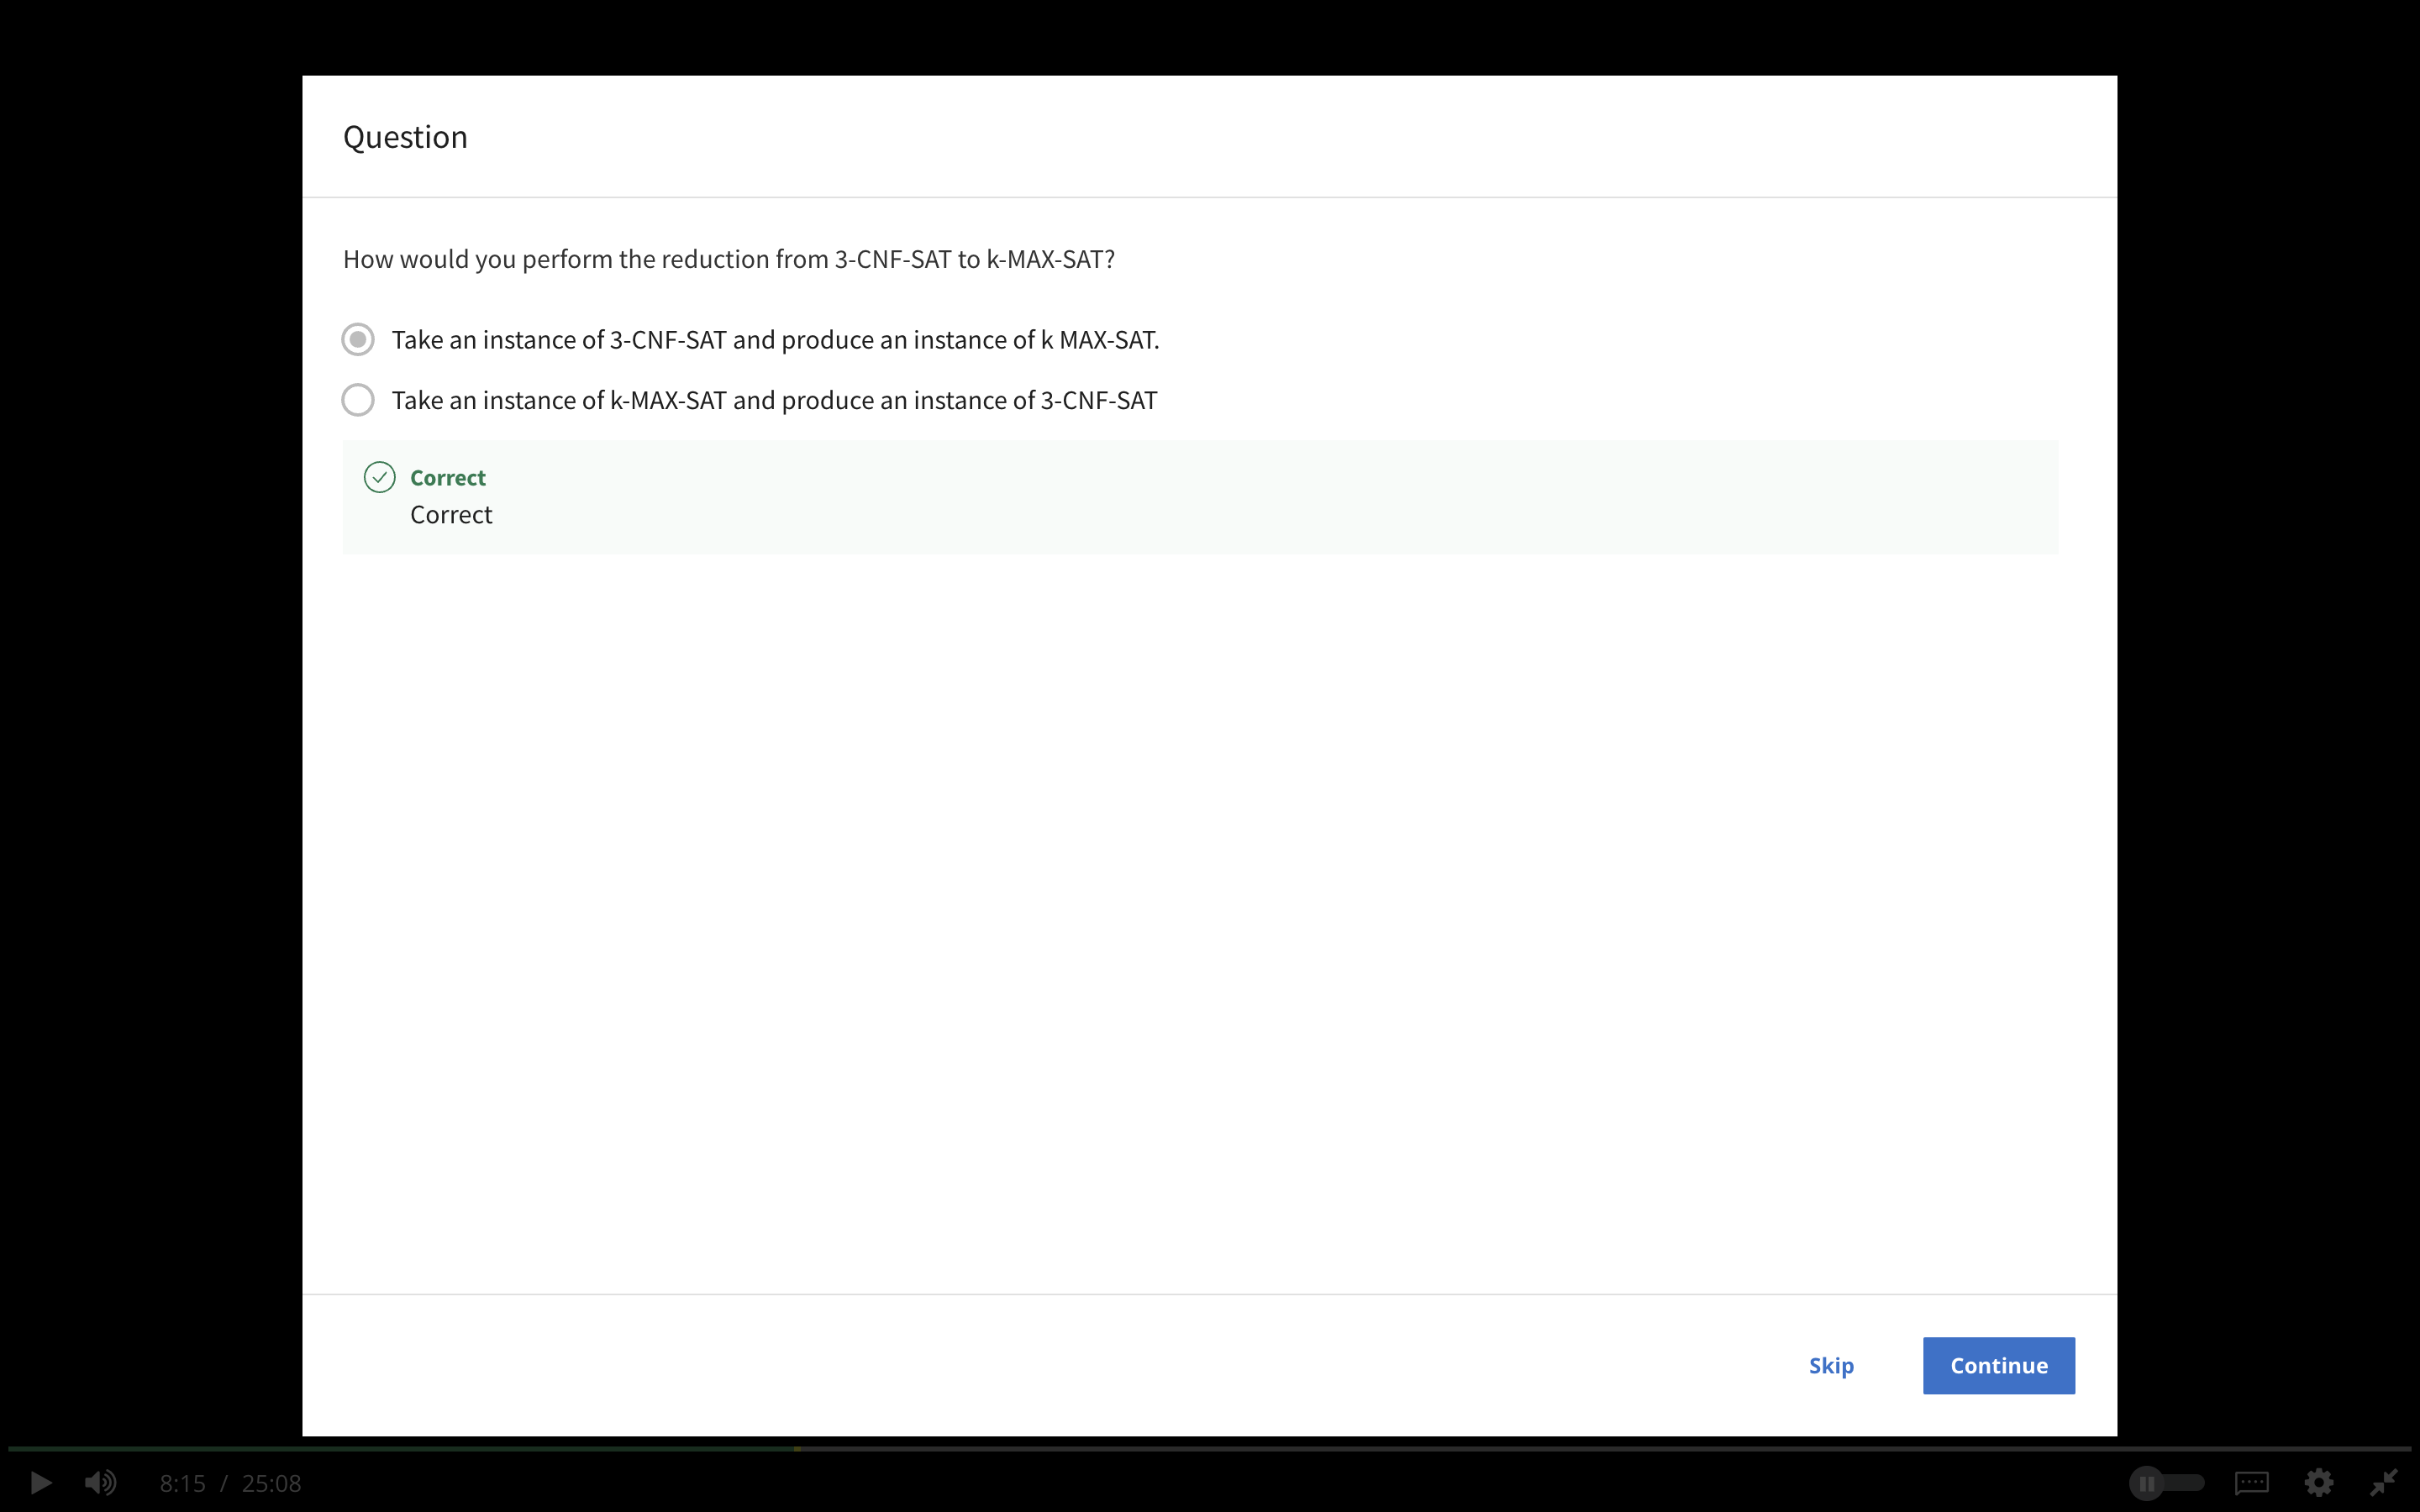 Question
How would you perform the reduction from 3-CNF-SAT to k-MAX-SAT?
Take an instance of 3-CNF-SAT and produce an instance of k MAX-SAT.
Take an instance of k-MAX-SAT and produce an instance of 3-CNF-SAT
Correct
Correct
Skip
Continue
8:15 / 25:08